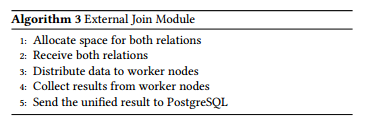 Algorithm 3 External Join Module
1: Allocate space for both relations
2: Receive both relations
3: Distribute data to worker nodes
4: Collect results from worker nodes
5: Send the unified result to PostgreSQL